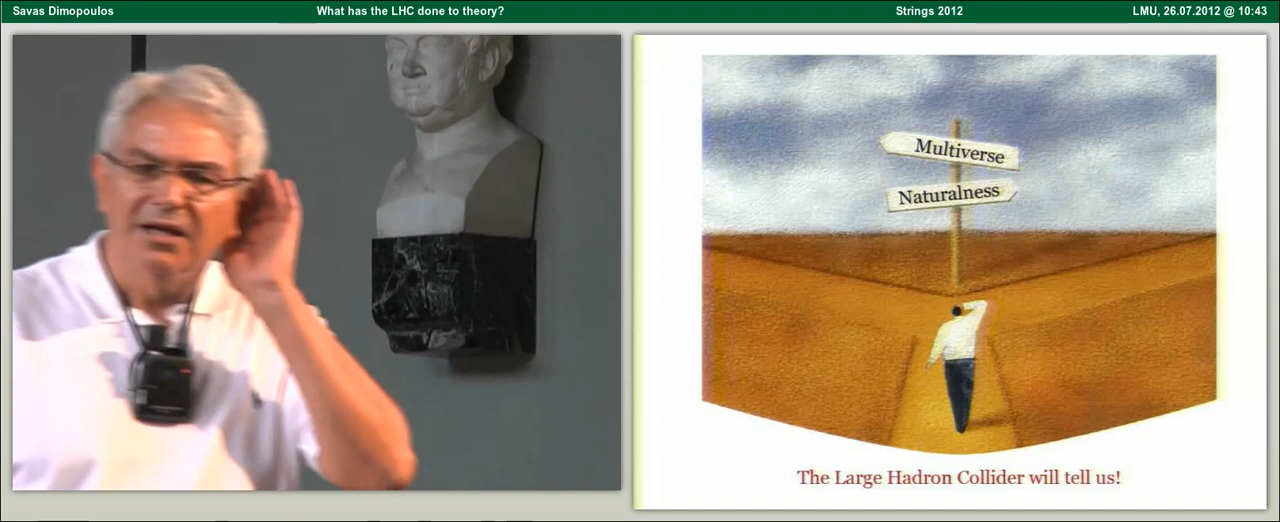 Savas Dimopoulos What has the LHC done to theory? Strings 2012 LMU, 26.07.2012 @ 10:43
Multiverse
Naturalness
The Large Hadron Collider will tell us!